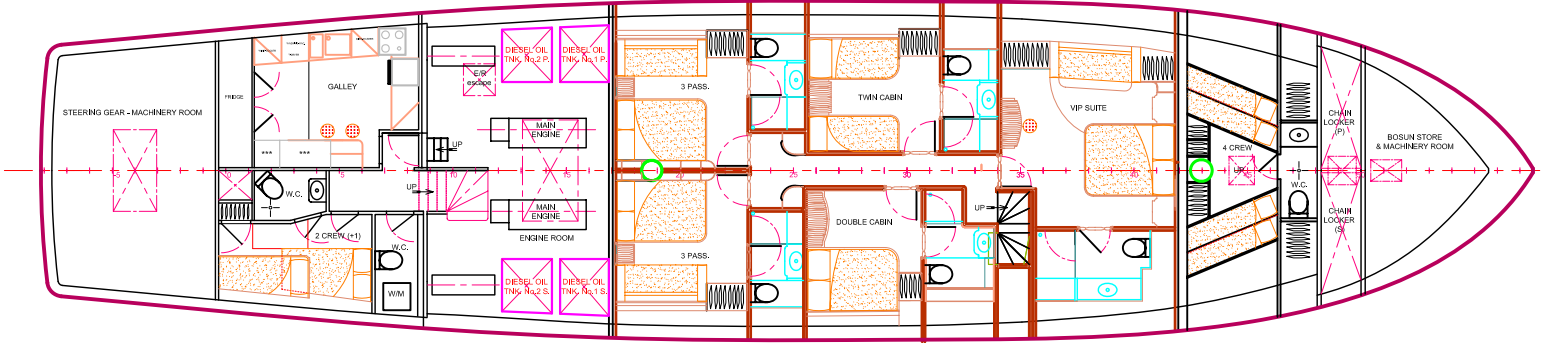 STEERING GEAR - MACHINERY ROOM
FRIDGE
GALLEY
***
***
W.C.
UP
UP
2 CREW (+1)
W.C.
W/M
E/R
escape
DIESEL OIL
TNK. No.2 P.
DIESEL OIL
TNK. No.1 P.
MAIN
ENGINE
MAIN
ENGINE
ENGINE ROOM
DIESEL OIL
TNK. No.2 S.
DIESEL OIL
TNK. No.1 S.
3 PASS.
3 PASS.
TWIN CABIN
DOUBLE CABIN
UP
VIP SUITE
4 CREW
UP
W.C.
CHAIN
LOCKER
(P)
CHAIN
LOCKER
(S)
BOSUN STORE
& MACHINERY ROOM
-5
0
5
10
15
20
25
30
35
40
45